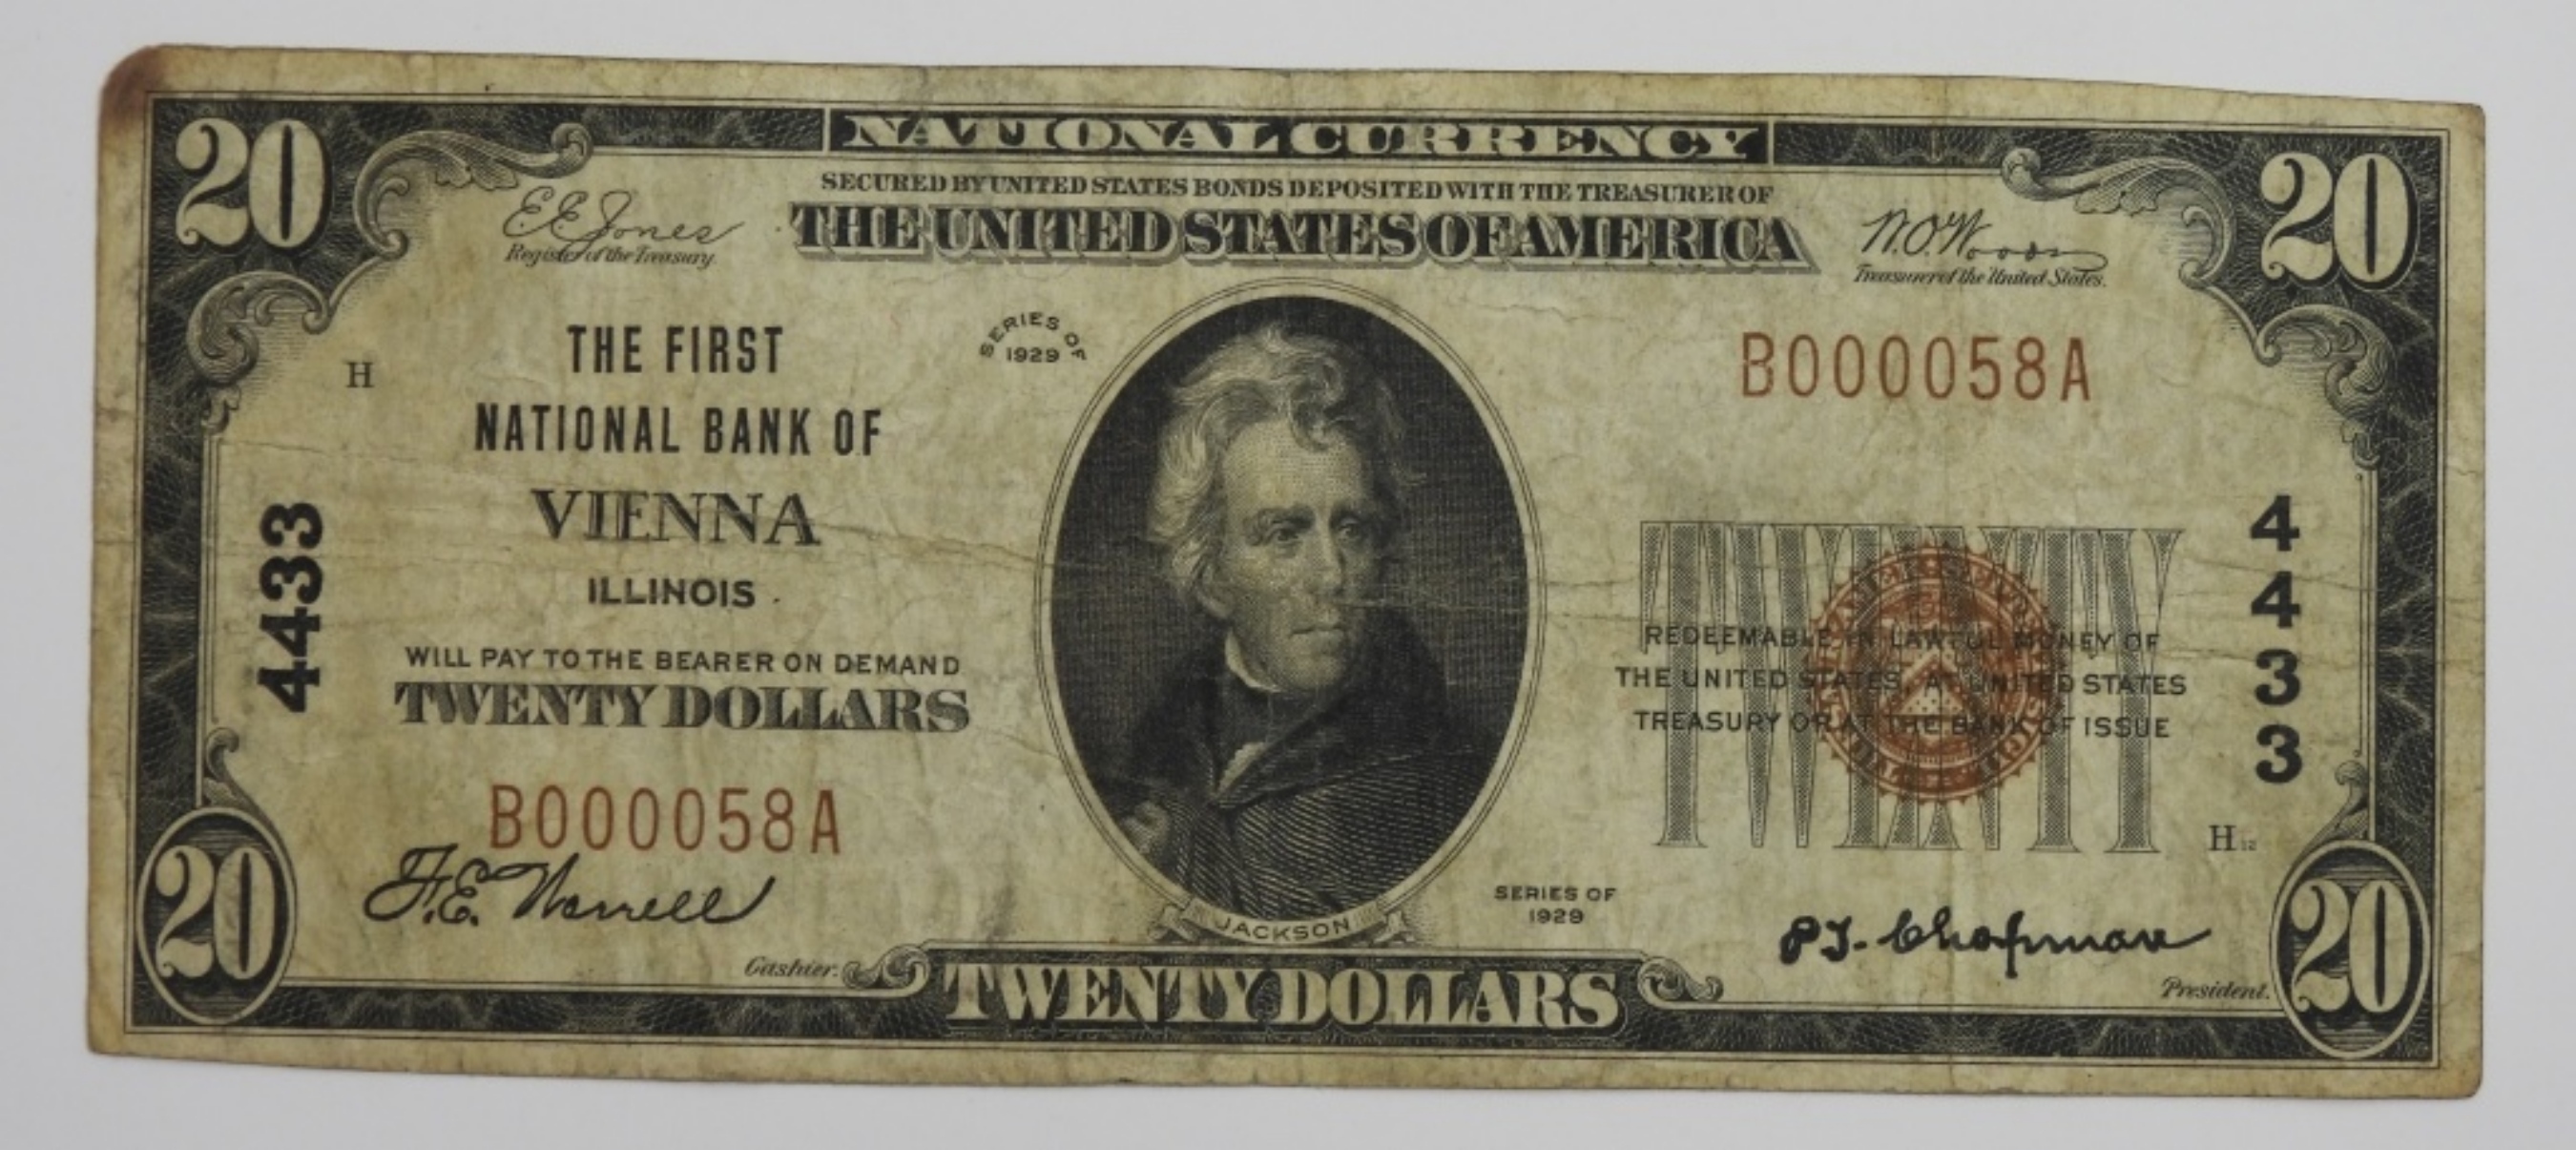 NATIONAL CURRENCY
20
20
SECURED BY UNITED STATES BONDS DEPOSITED WITH THE TREASURER OF
THE UNITED STATES OF AMERICA
E.E. Jones
Register of the Treasury.
W.O. Woods
Treasurer of the United States.
SERIES OF
1929
THE FIRST
NATIONAL BANK OF
VIENNA
ILLINOIS
H
B000058A
4433
4433
WILL PAY TO THE BEARER ON DEMAND
TWENTY DOLLARS
TWENTY
REDEEMABLE IN LAWFUL MONEY OF
THE UNITED STATES AT UNITED STATES
TREASURY OR AT THE BANK OF ISSUE
B000058A
H
F.E. Worrell
Cashier.
JACKSON
SERIES OF
1929
P.T. Chapman
President.
20
TWENTY DOLLARS
20